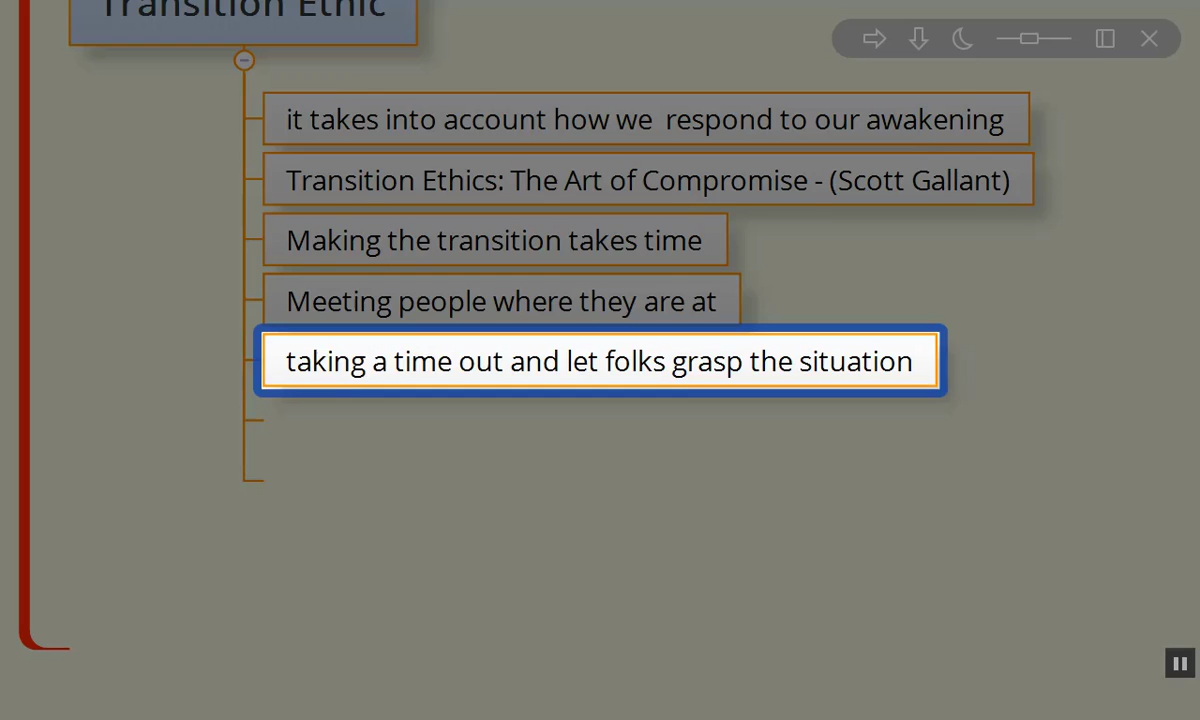 Transition Ethic
it takes into account how we  respond to our awakening
Transition Ethics: The Art of Compromise - (Scott Gallant)
Making the transition takes time
Meeting people where they are at
taking a time out and let folks grasp the situation